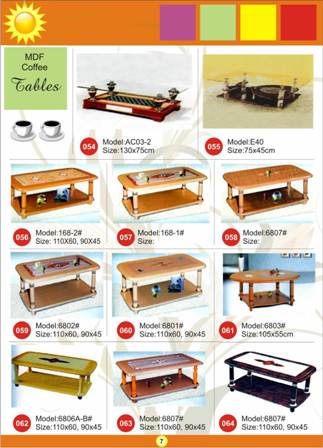 MDF
Coffee
Tables
054
Model:AC03-2
Size:130x75cm
055
Model:E40
Size:75x45cm
056
Model:168-2#
Size: 110X80, 90X45
057
Model:168-1#
Size:
058
Model:6807#
Size:
059
Model:6802#
Size:110x60, 90x45
060
Model:6801#
Size:110x60, 90x45
061
Model:6803#
Size:105x55cm
062
Model:6806A-B#
Size:110x60, 90x45
063
Model:6807#
Size:110x60, 90x45
064
Model:6807#
Size:110x60, 90x45
7